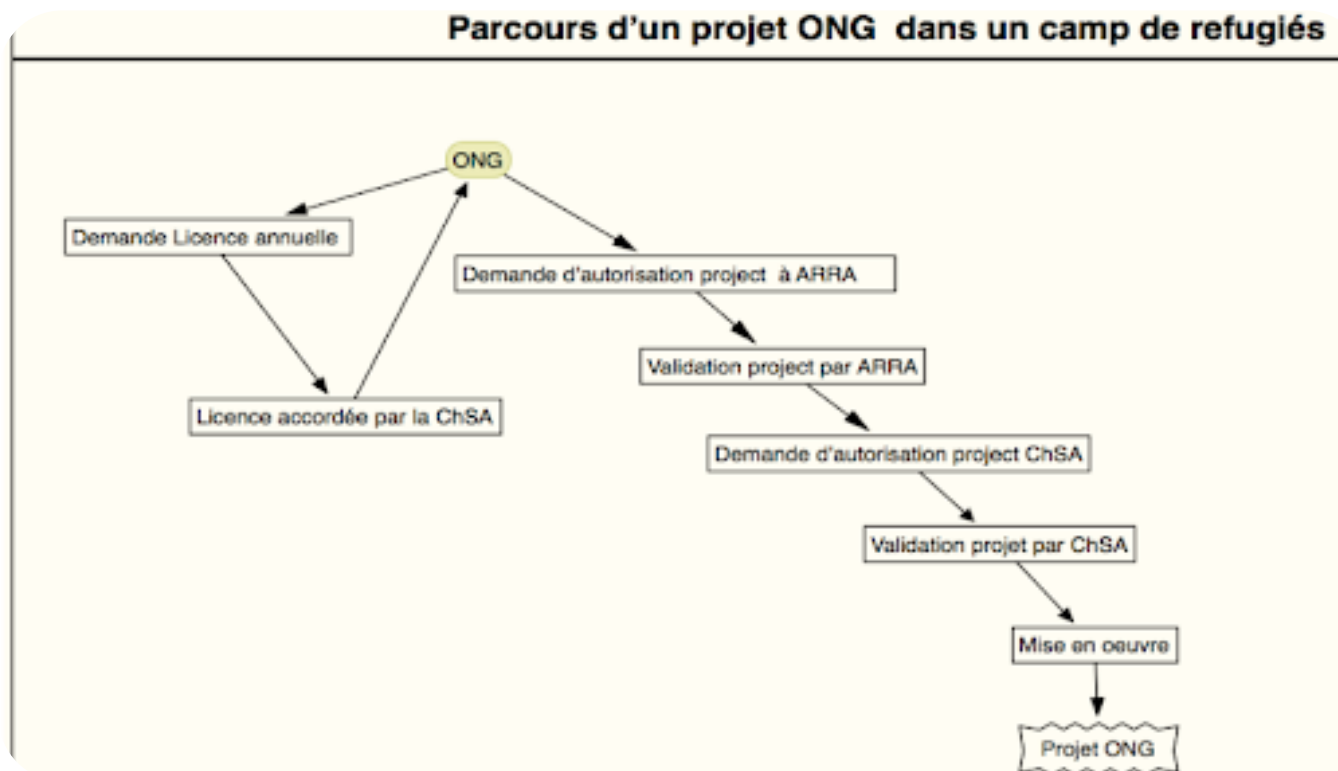 Parcours d'un projet ONG dans un camp de refugiés
ONG
Demande Licence annuelle
Demande d'autorisation project à ARRA
Validation project par ARRA
Licence accordée par la ChSA
Demande d'autorisation project ChSA
Validation projet par ChSA
Mise en oeuvre
Projet ONG